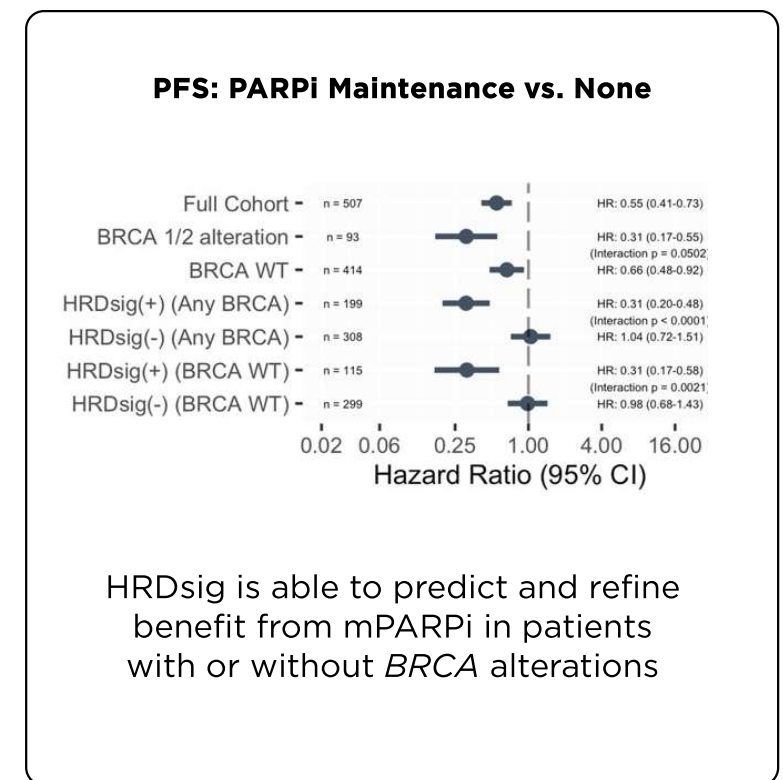 PFS: PARPi Maintenance vs. None
Full Cohort - n = 507 HR: 0.55 (0.41-0.73)
BRCA 1/2 alteration - n = 93 HR: 0.31 (0.17-0.55)
(Interaction p = 0.0502)
BRCA WT - n = 414 HR: 0.66 (0.48-0.92)
HRDsig(+) (Any BRCA) - n = 199 HR: 0.31 (0.20-0.48)
(Interaction p < 0.0001)
HRDsig(-) (Any BRCA) - n = 308 HR: 1.04 (0.72-1.51)
HRDsig(+) (BRCA WT) - n = 115 HR: 0.31 (0.17-0.58)
(Interaction p = 0.0021)
HRDsig(-) (BRCA WT) - n = 299 HR: 0.98 (0.68-1.43)
0.02 0.06 0.25 1.00 4.00 16.00
Hazard Ratio (95% CI)
HRDsig is able to predict and refine
benefit from mPARPi in patients
with or without BRCA alterations